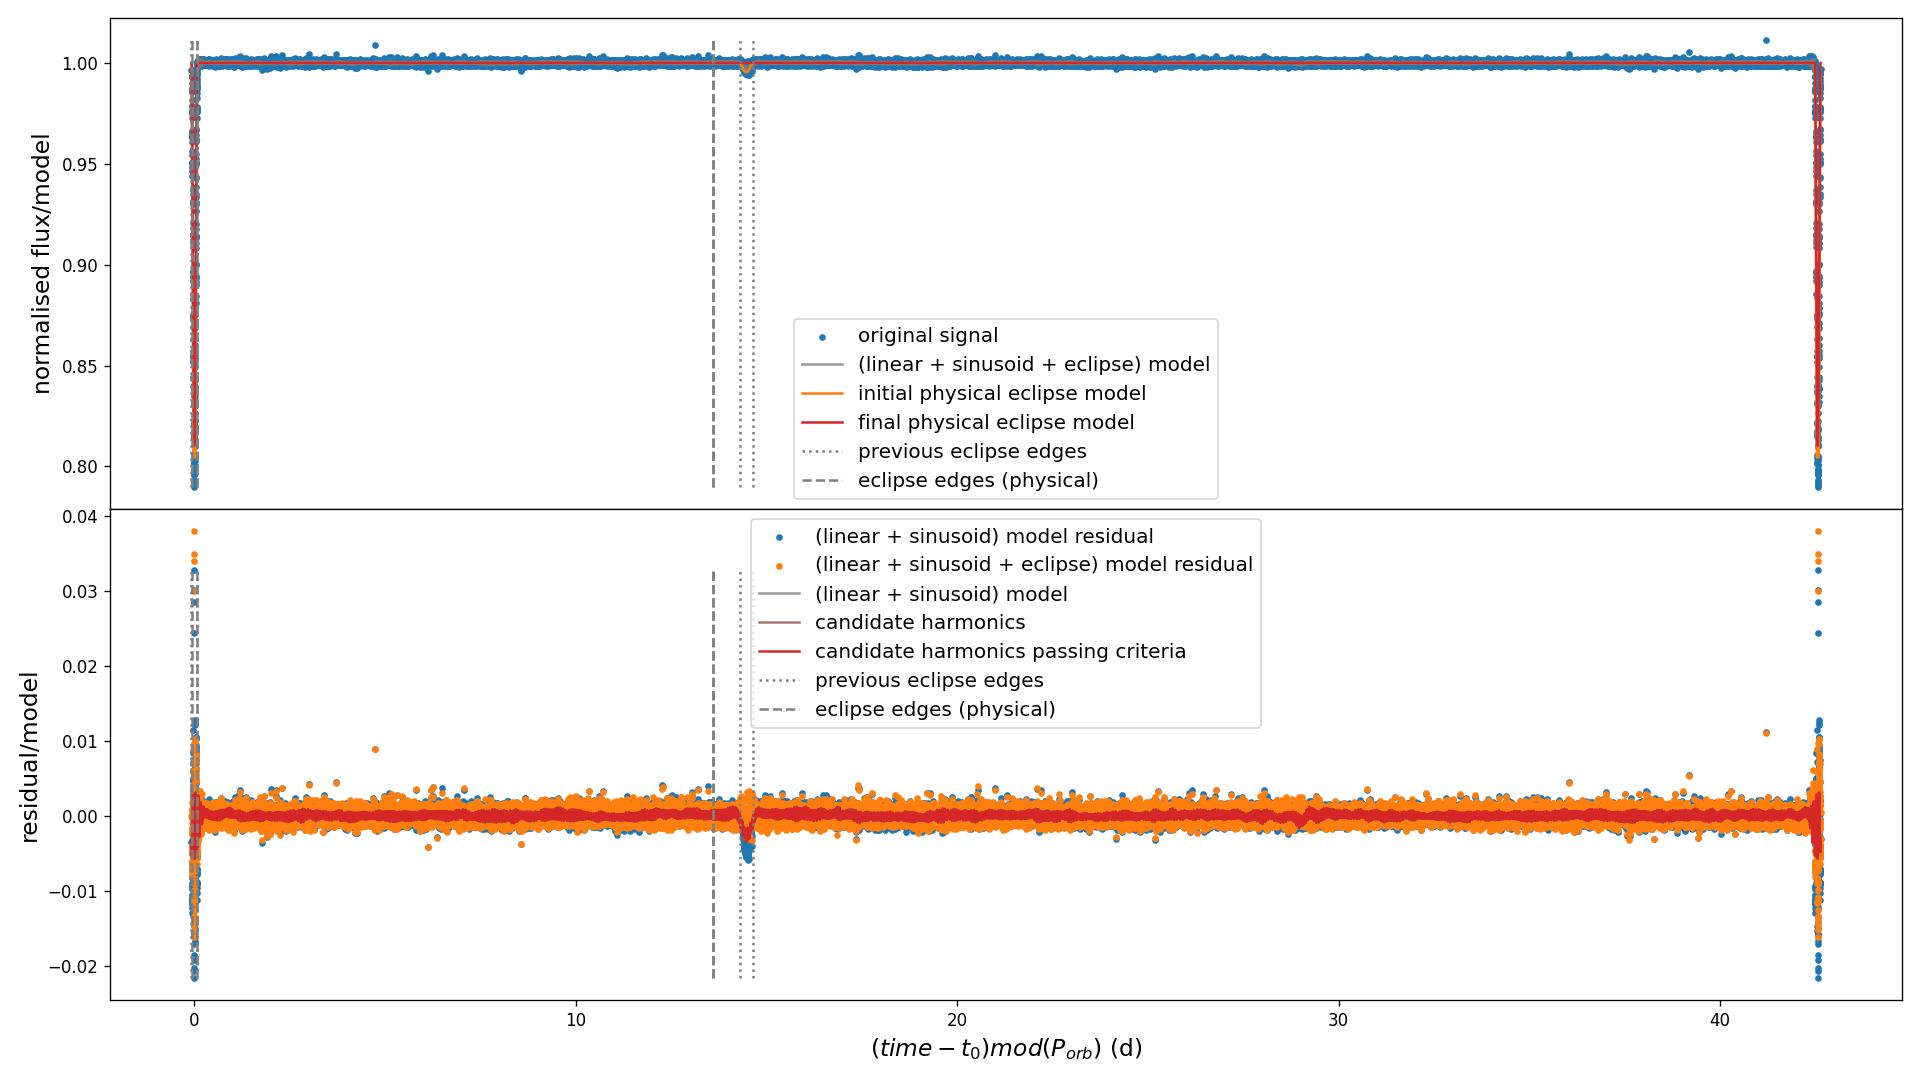 normalised flux/model
1.00
0.95
0.90
0.85
0.80
original signal
(linear + sinusoid + eclipse) model
initial physical eclipse model
final physical eclipse model
previous eclipse edges
eclipse edges (physical)
residual/model
0.04
0.03
0.02
0.01
0.00
−0.01
−0.02
(linear + sinusoid) model residual
(linear + sinusoid + eclipse) model residual
(linear + sinusoid) model
candidate harmonics
candidate harmonics passing criteria
previous eclipse edges
eclipse edges (physical)
0 10 20 30 40
(time − t₀)mod(P_orb) (d)